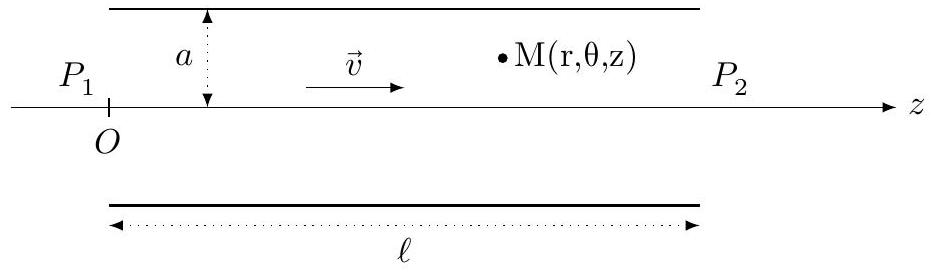 a
v⃗
M(r,θ,z)
P₁
P₂
z
O
ℓ